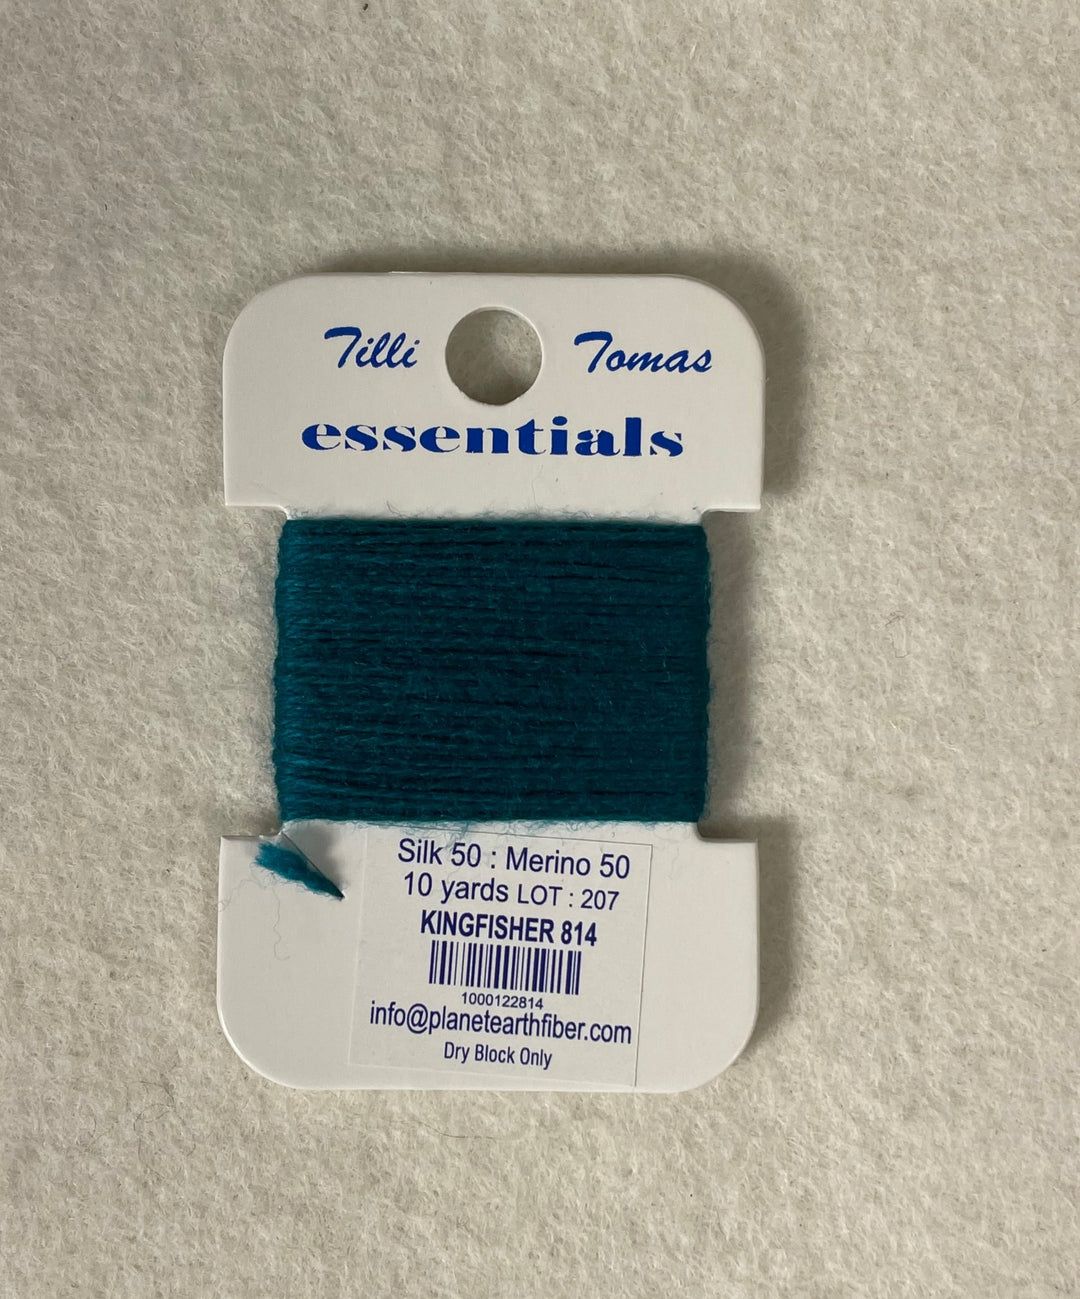 Tilli Tomas
essentials
Silk 50 : Merino 50
10 yards LOT : 207
KINGFISHER 814
1000122814
info@planetearthfiber.com
Dry Block Only